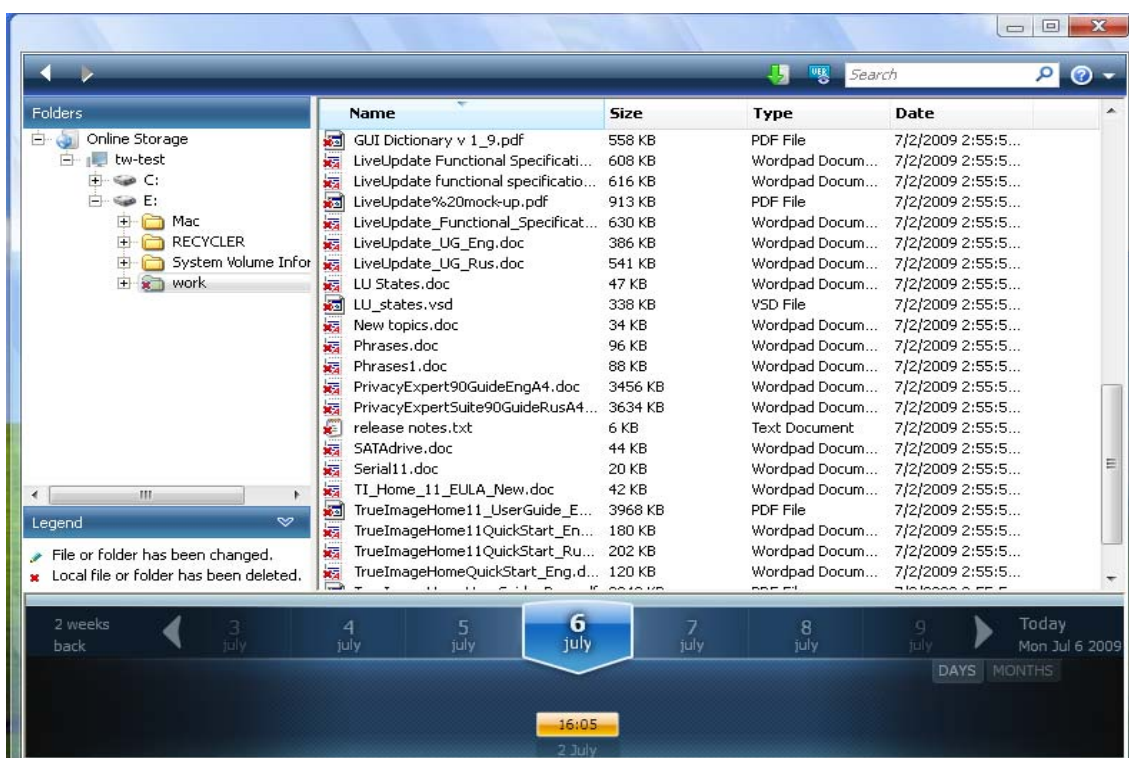 VER Search
Folders
Online Storage
tw-test
C:
E:
Mac
RECYCLER
System Volume Infor
work
Legend
File or folder has been changed.
Local file or folder has been deleted.
Name Size Type Date
GUI Dictionary v 1_9.pdf 558 KB PDF File 7/2/2009 2:55:5...
LiveUpdate Functional Specificati... 608 KB Wordpad Docum... 7/2/2009 2:55:5...
LiveUpdate functional specificatio... 616 KB Wordpad Docum... 7/2/2009 2:55:5...
LiveUpdate%20mock-up.pdf 913 KB PDF File 7/2/2009 2:55:5...
LiveUpdate_Functional_Specificat... 630 KB Wordpad Docum... 7/2/2009 2:55:5...
LiveUpdate_UG_Eng.doc 386 KB Wordpad Docum... 7/2/2009 2:55:5...
LiveUpdate_UG_Rus.doc 541 KB Wordpad Docum... 7/2/2009 2:55:5...
LU States.doc 47 KB Wordpad Docum... 7/2/2009 2:55:5...
LU_states.vsd 338 KB VSD File 7/2/2009 2:55:5...
New topics.doc 34 KB Wordpad Docum... 7/2/2009 2:55:5...
Phrases.doc 96 KB Wordpad Docum... 7/2/2009 2:55:5...
Phrases1.doc 88 KB Wordpad Docum... 7/2/2009 2:55:5...
PrivacyExpert90GuideEngA4.doc 3456 KB Wordpad Docum... 7/2/2009 2:55:5...
PrivacyExpertSuite90GuideRusA4... 3634 KB Wordpad Docum... 7/2/2009 2:55:5...
release notes.txt 6 KB Text Document 7/2/2009 2:55:5...
SATAdrive.doc 44 KB Wordpad Docum... 7/2/2009 2:55:5...
Serial11.doc 20 KB Wordpad Docum... 7/2/2009 2:55:5...
TI_Home_11_EULA_New.doc 42 KB Wordpad Docum... 7/2/2009 2:55:5...
TrueImageHome11_UserGuide_E... 3968 KB PDF File 7/2/2009 2:55:5...
TrueImageHome11QuickStart_En... 180 KB Wordpad Docum... 7/2/2009 2:55:5...
TrueImageHome11QuickStart_Ru... 202 KB Wordpad Docum... 7/2/2009 2:55:5...
TrueImageHomeQuickStart_Eng.d... 120 KB Wordpad Docum... 7/2/2009 2:55:5...
2 weeks back
3 july
4 july
5 july
6 july
7 july
8 july
9 july
Today
Mon Jul 6 2009
DAYS MONTHS
16:05
2 July